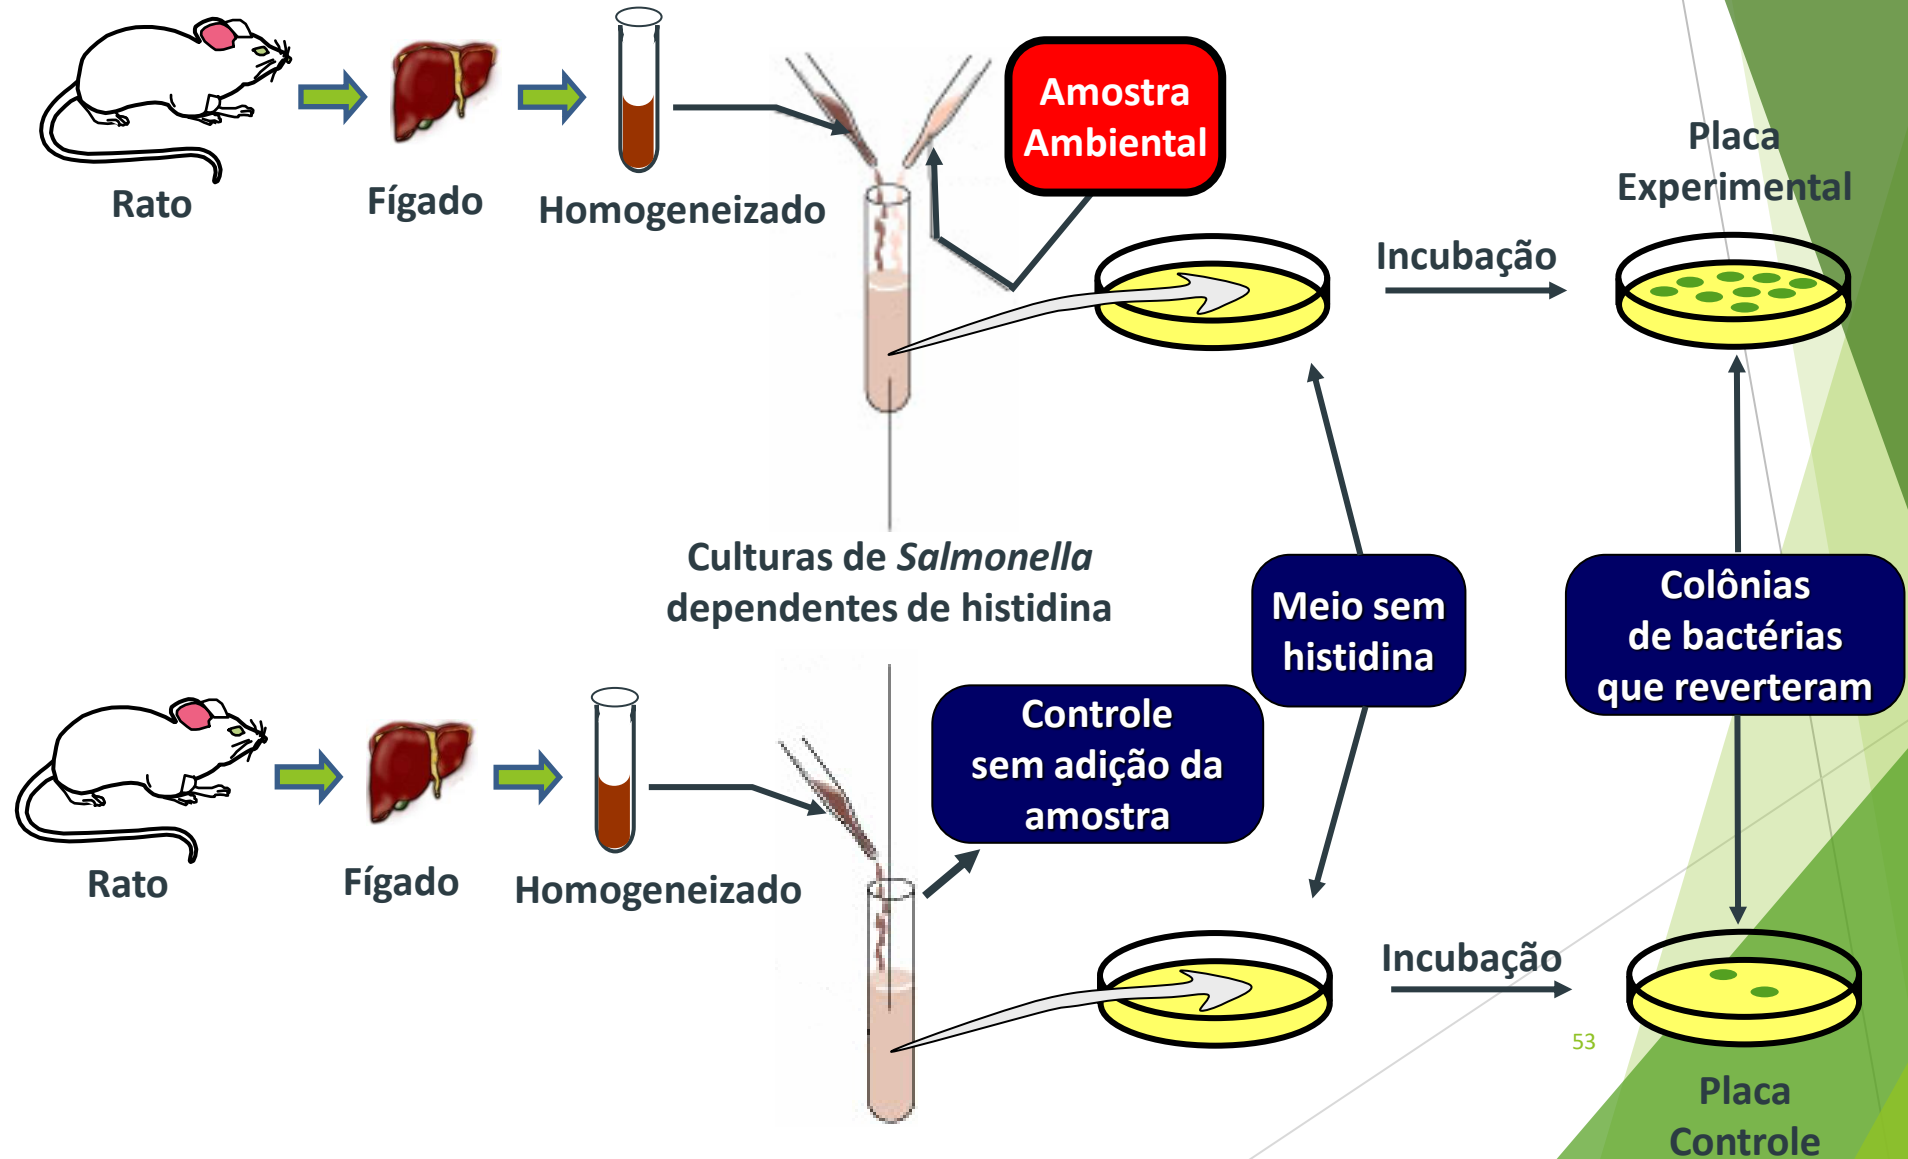 Amostra
Ambiental
Rato
Fígado
Homogeneizado
Placa
Experimental
Incubação
Culturas de Salmonella
dependentes de histidina
Meio sem
histidina
Colônias
de bactérias
que reverteram
Controle
sem adição da
amostra
Rato
Fígado
Homogeneizado
Incubação
53
Placa
Controle